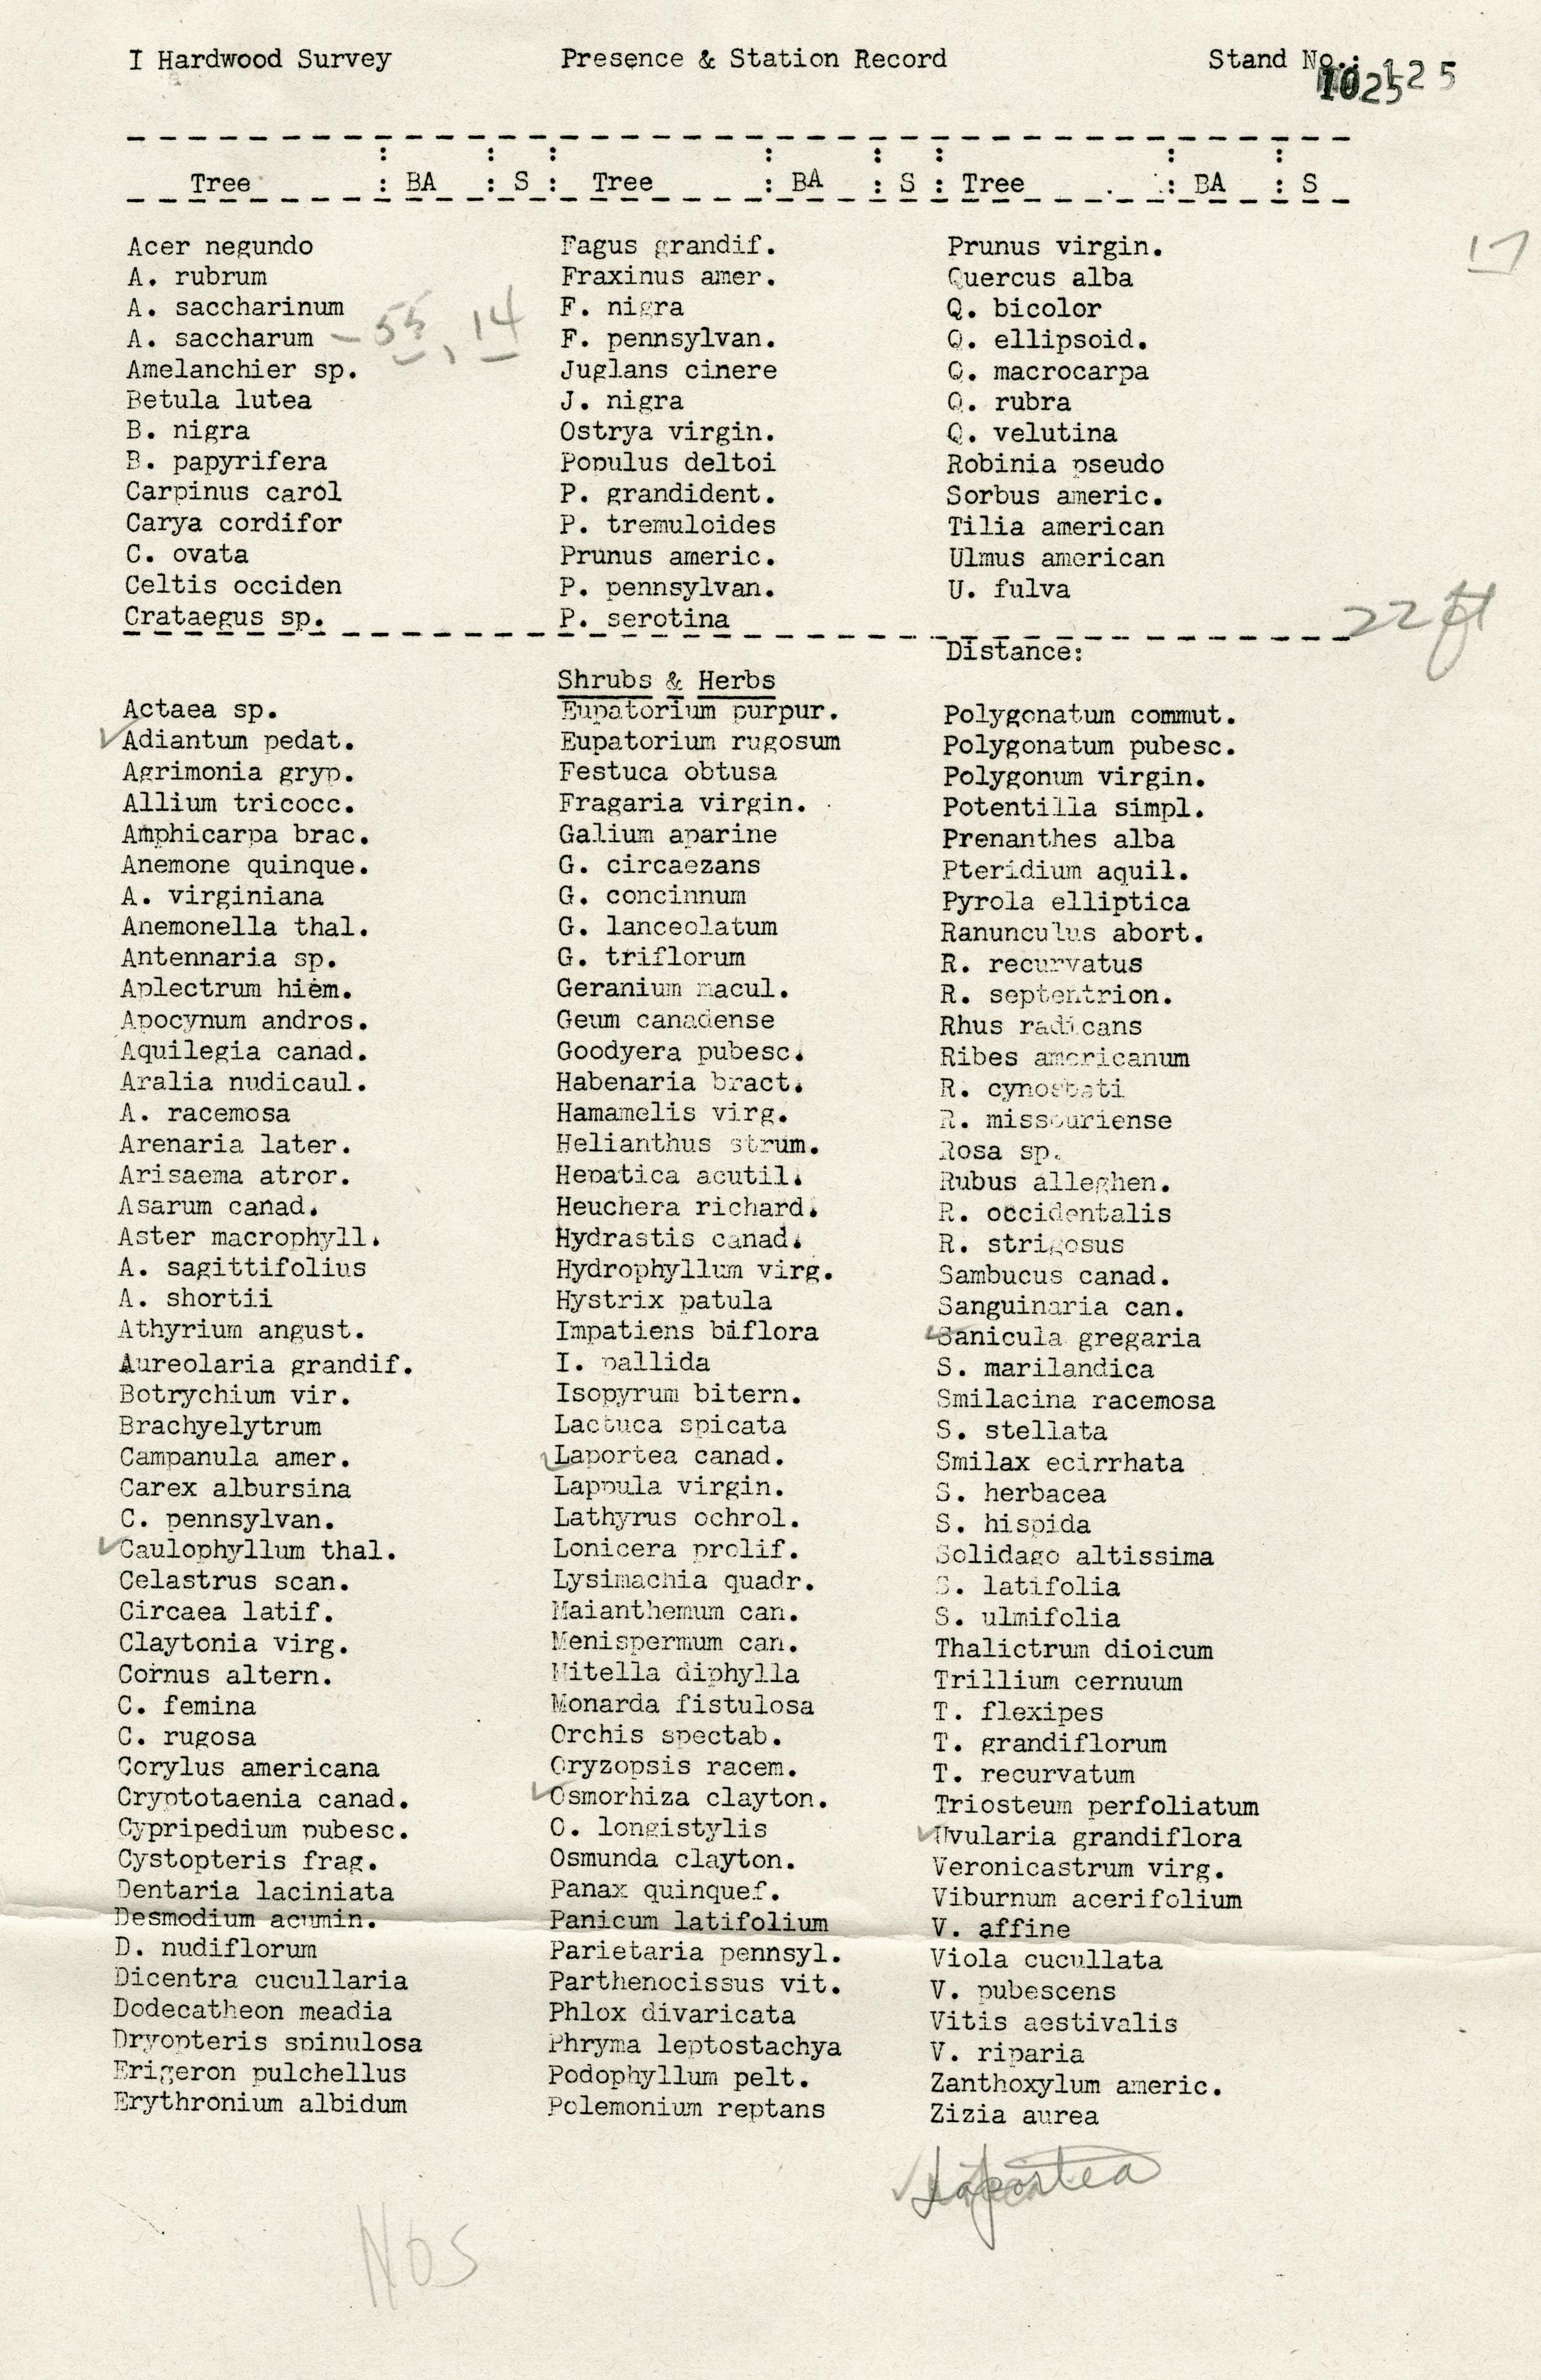 I Hardwood Survey Presence & Station Record Stand No.: 125
1025
Tree : BA : S : Tree : BA : S : Tree : BA : S
Acer negundo Fagus grandif. Prunus virgin. 17
A. rubrum Fraxinus amer. Quercus alba
A. saccharinum F. nigra Q. bicolor
A. saccharum – 55, 14 F. pennsylvan. Q. ellipsoid.
Amelanchier sp. Juglans cinere Q. macrocarpa
Betula lutea J. nigra Q. rubra
B. nigra Ostrya virgin. Q. velutina
B. papyrifera Populus deltoi Robinia pseudo
Carpinus carol P. grandident. Sorbus americ.
Carya cordifor P. tremuloides Tilia american
C. ovata Prunus americ. Ulmus american
Celtis occiden P. pennsylvan. U. fulva
Crataegus sp. P. serotina
Distance: 22 ft
Shrubs & Herbs
Actaea sp. Eupatorium purpur. Polygonatum commut.
✓ Adiantum pedat. Eupatorium rugosum Polygonatum pubesc.
Agrimonia gryp. Festuca obtusa Polygonum virgin.
Allium tricocc. Fragaria virgin. Potentilla simpl.
Amphicarpa brac. Galium aparine Prenanthes alba
Anemone quinque. G. circaezans Pteridium aquil.
A. virginiana G. concinnum Pyrola elliptica
Anemonella thal. G. lanceolatum Ranunculus abort.
Antennaria sp. G. triflorum R. recurvatus
Aplectrum hiem. Geranium macul. R. septentrion.
Apocynum andros. Geum canadense Rhus radicans
Aquilegia canad. Goodyera pubesc. Ribes americanum
Aralia nudicaul. Habenaria bract. R. cynosbati
A. racemosa Hamamelis virg. R. missouriense
Arenaria later. Helianthus strum. Rosa sp.
Arisaema atror. Hepatica acutil. Rubus alleghen.
Asarum canad. Heuchera richard. R. occidentalis
Aster macrophyll. Hydrastis canad. R. strigosus
A. sagittifolius Hydrophyllum virg. Sambucus canad.
A. shortii Hystrix patula Sanguinaria can.
Athyrium angust. Impatiens biflora ✓ Sanicula gregaria
Aureolaria grandif. I. pallida S. marilandica
Botrychium vir. Isopyrum bitern. Smilacina racemosa
Brachyelytrum Lactuca spicata S. stellata
Campanula amer. ✓ Laportea canad. Smilax ecirrhata
Carex albursina Lappula virgin. S. herbacea
C. pennsylvan. Lathyrus ochrol. S. hispida
✓ Caulophyllum thal. Lonicera prolif. Solidago altissima
Celastrus scan. Lysimachia quadr. S. latifolia
Circaea latif. Maianthemum can. S. ulmifolia
Claytonia virg. Menispermum can. Thalictrum dioicum
Cornus altern. Mitella diphylla Trillium cernuum
C. femina Monarda fistulosa T. flexipes
C. rugosa Orchis spectab. T. grandiflorum
Corylus americana Oryzopsis racem. T. recurvatum
Cryptotaenia canad. ✓ Osmorhiza clayton. Triosteum perfoliatum
Cypripedium pubesc. O. longistylis ✓ Uvularia grandiflora
Cystopteris frag. Osmunda clayton. Veronicastrum virg.
Dentaria laciniata Panax quinquef. Viburnum acerifolium
Desmodium acumin. Panicum latifolium V. affine
D. nudiflorum Parietaria pennsyl. Viola cucullata
Dicentra cucullaria Parthenocissus vit. V. pubescens
Dodecatheon meadia Phlox divaricata Vitis aestivalis
Dryopteris spinulosa Phryma leptostachya V. riparia
Erigeron pulchellus Podophyllum pelt. Zanthoxylum americ.
Erythronium albidum Polemonium reptans Zizia aurea
✓ Laportea
Nos